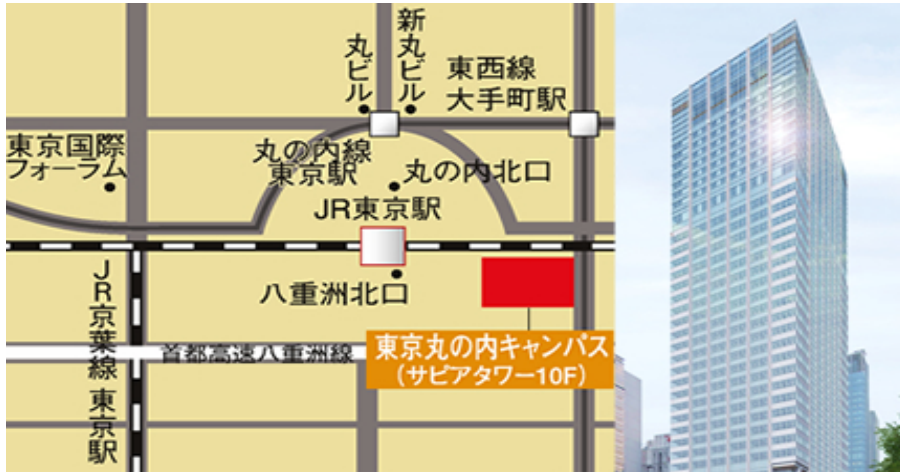 丸ビル
新丸ビル
東西線
大手町駅
東京国際
フォーラム
丸の内線
東京駅
丸の内北口
JR東京駅
八重洲北口
JR京葉線 東京駅
首都高速八重洲線
東京丸の内キャンパス
(サピアタワー10F)